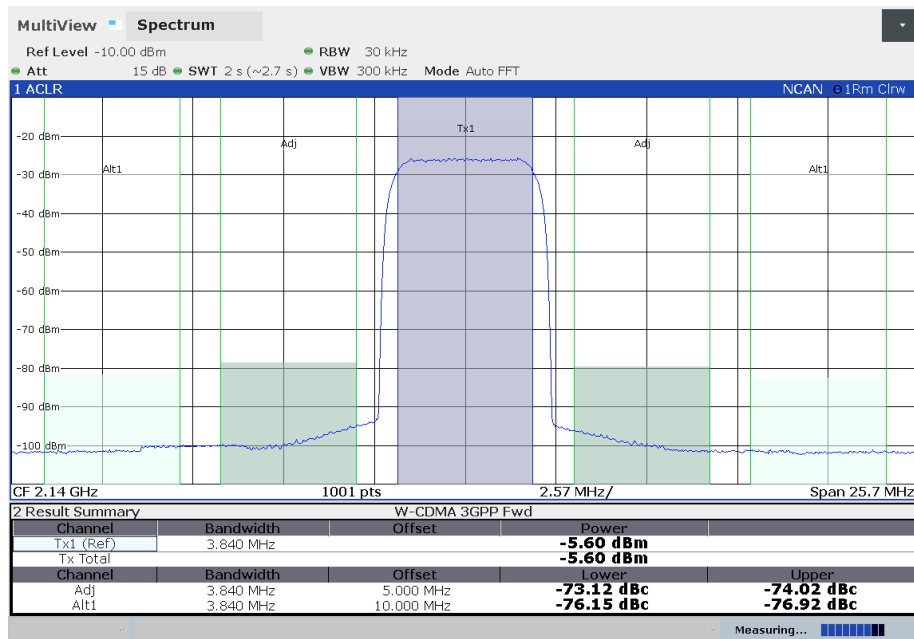 MultiView Spectrum
Ref Level -10.00 dBm RBW 30 kHz
Att 15 dB SWT 2 s (~2.7 s) VBW 300 kHz Mode Auto FFT
1 ACLR NCAN 1Rm Clrw
Tx1
-20 dBm
Adj Adj
Alt1 Alt1
-30 dBm
-40 dBm
-50 dBm
-60 dBm
-70 dBm
-80 dBm
-90 dBm
-100 dBm
CF 2.14 GHz 1001 pts 2.57 MHz/ Span 25.7 MHz
2 Result Summary W-CDMA 3GPP Fwd
Channel Bandwidth Offset Power
Tx1 (Ref) 3.840 MHz -5.60 dBm
Tx Total -5.60 dBm
Channel Bandwidth Offset Lower Upper
Adj 3.840 MHz 5.000 MHz -73.12 dBc -74.02 dBc
Alt1 3.840 MHz 10.000 MHz -76.15 dBc -76.92 dBc
Measuring...